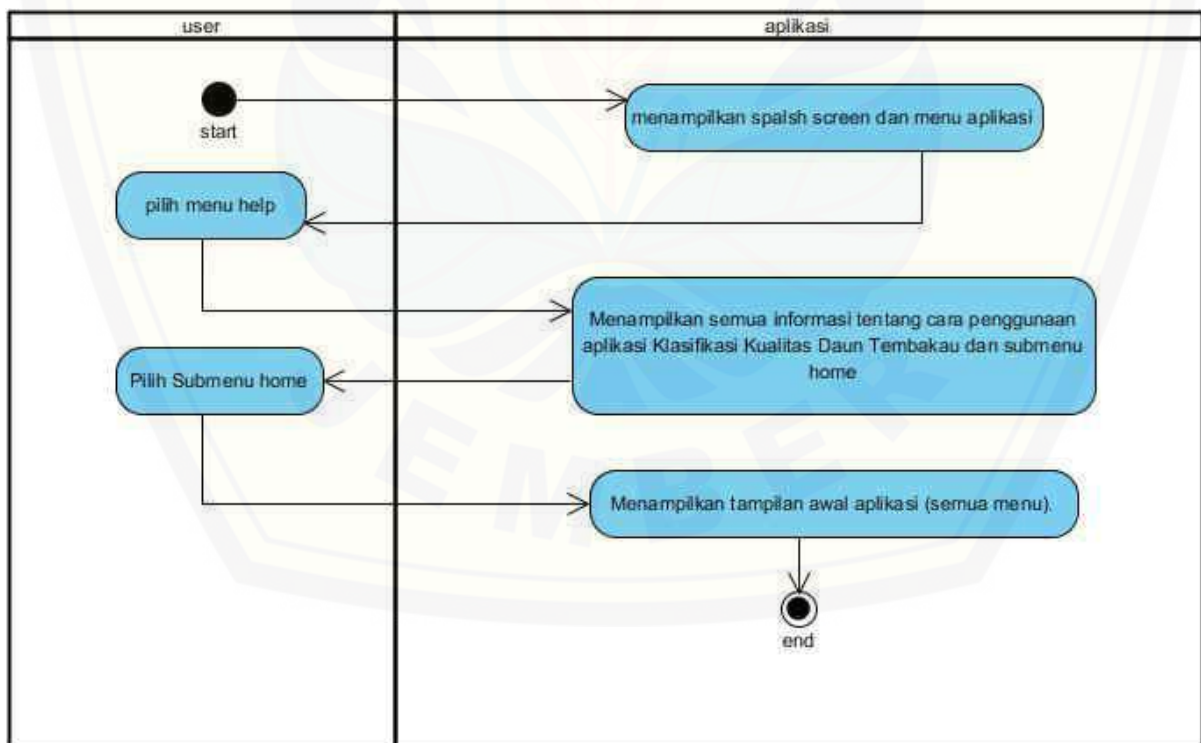 user
aplikasi
start
menampilkan spalsh screen dan menu aplikasi
pilih menu help
Menampilkan semua informasi tentang cara penggunaan
aplikasi Klasifikasi Kualitas Daun Tembakau dan submenu
home
Pilih Submenu home
JEMBER
Menampilkan tampilan awal aplikasi (semua menu).
end